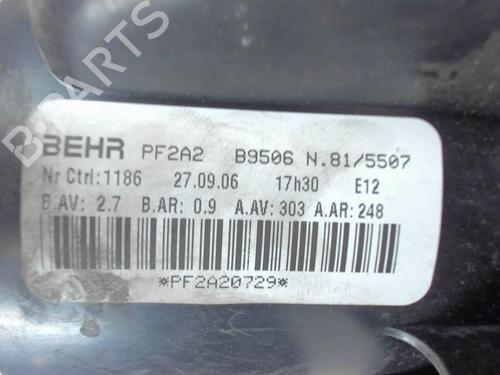 B-PARTS
BEHR PF2A2 B9506 N.81/5507
Nr Ctrl:1186 27.09.06 17h30 E12
B.AV: 2.7 B.AR: 0.9 A.AV: 303 A.AR: 248
*PF2A20729*